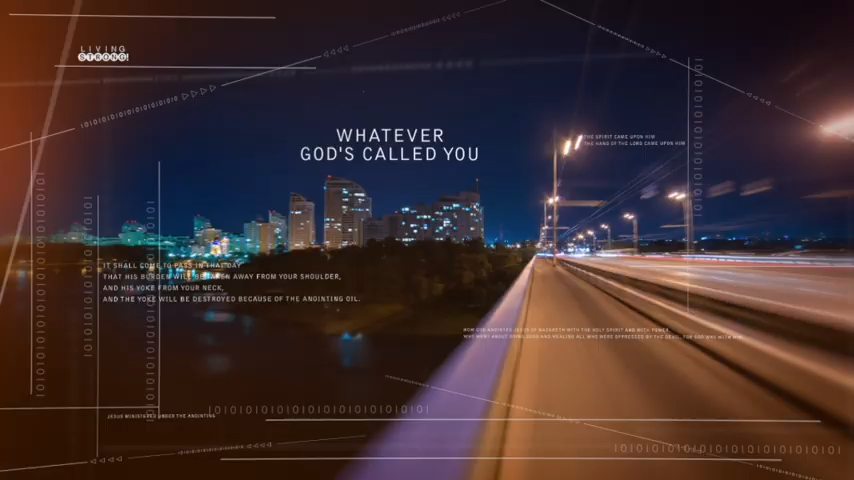 LIVING
STRONG!
WHATEVER
GOD'S CALLED YOU
THE SPIRIT CAME UPON HIM
THE HAND OF THE LORD CAME UPON HIM
IT SHALL COME TO PASS IN THAT DAY
THAT HIS BURDEN WILL BE TAKEN AWAY FROM YOUR SHOULDER,
AND HIS YOKE FROM YOUR NECK,
AND THE YOKE WILL BE DESTROYED BECAUSE OF THE ANOINTING OIL.
HOW GOD ANOINTED JESUS OF NAZARETH WITH THE HOLY SPIRIT AND WITH POWER,
WHO WENT ABOUT DOING GOOD AND HEALING ALL WHO WERE OPPRESSED BY THE DEVIL, FOR GOD WAS WITH HIM.
JESUS MINISTERED UNDER THE ANOINTING